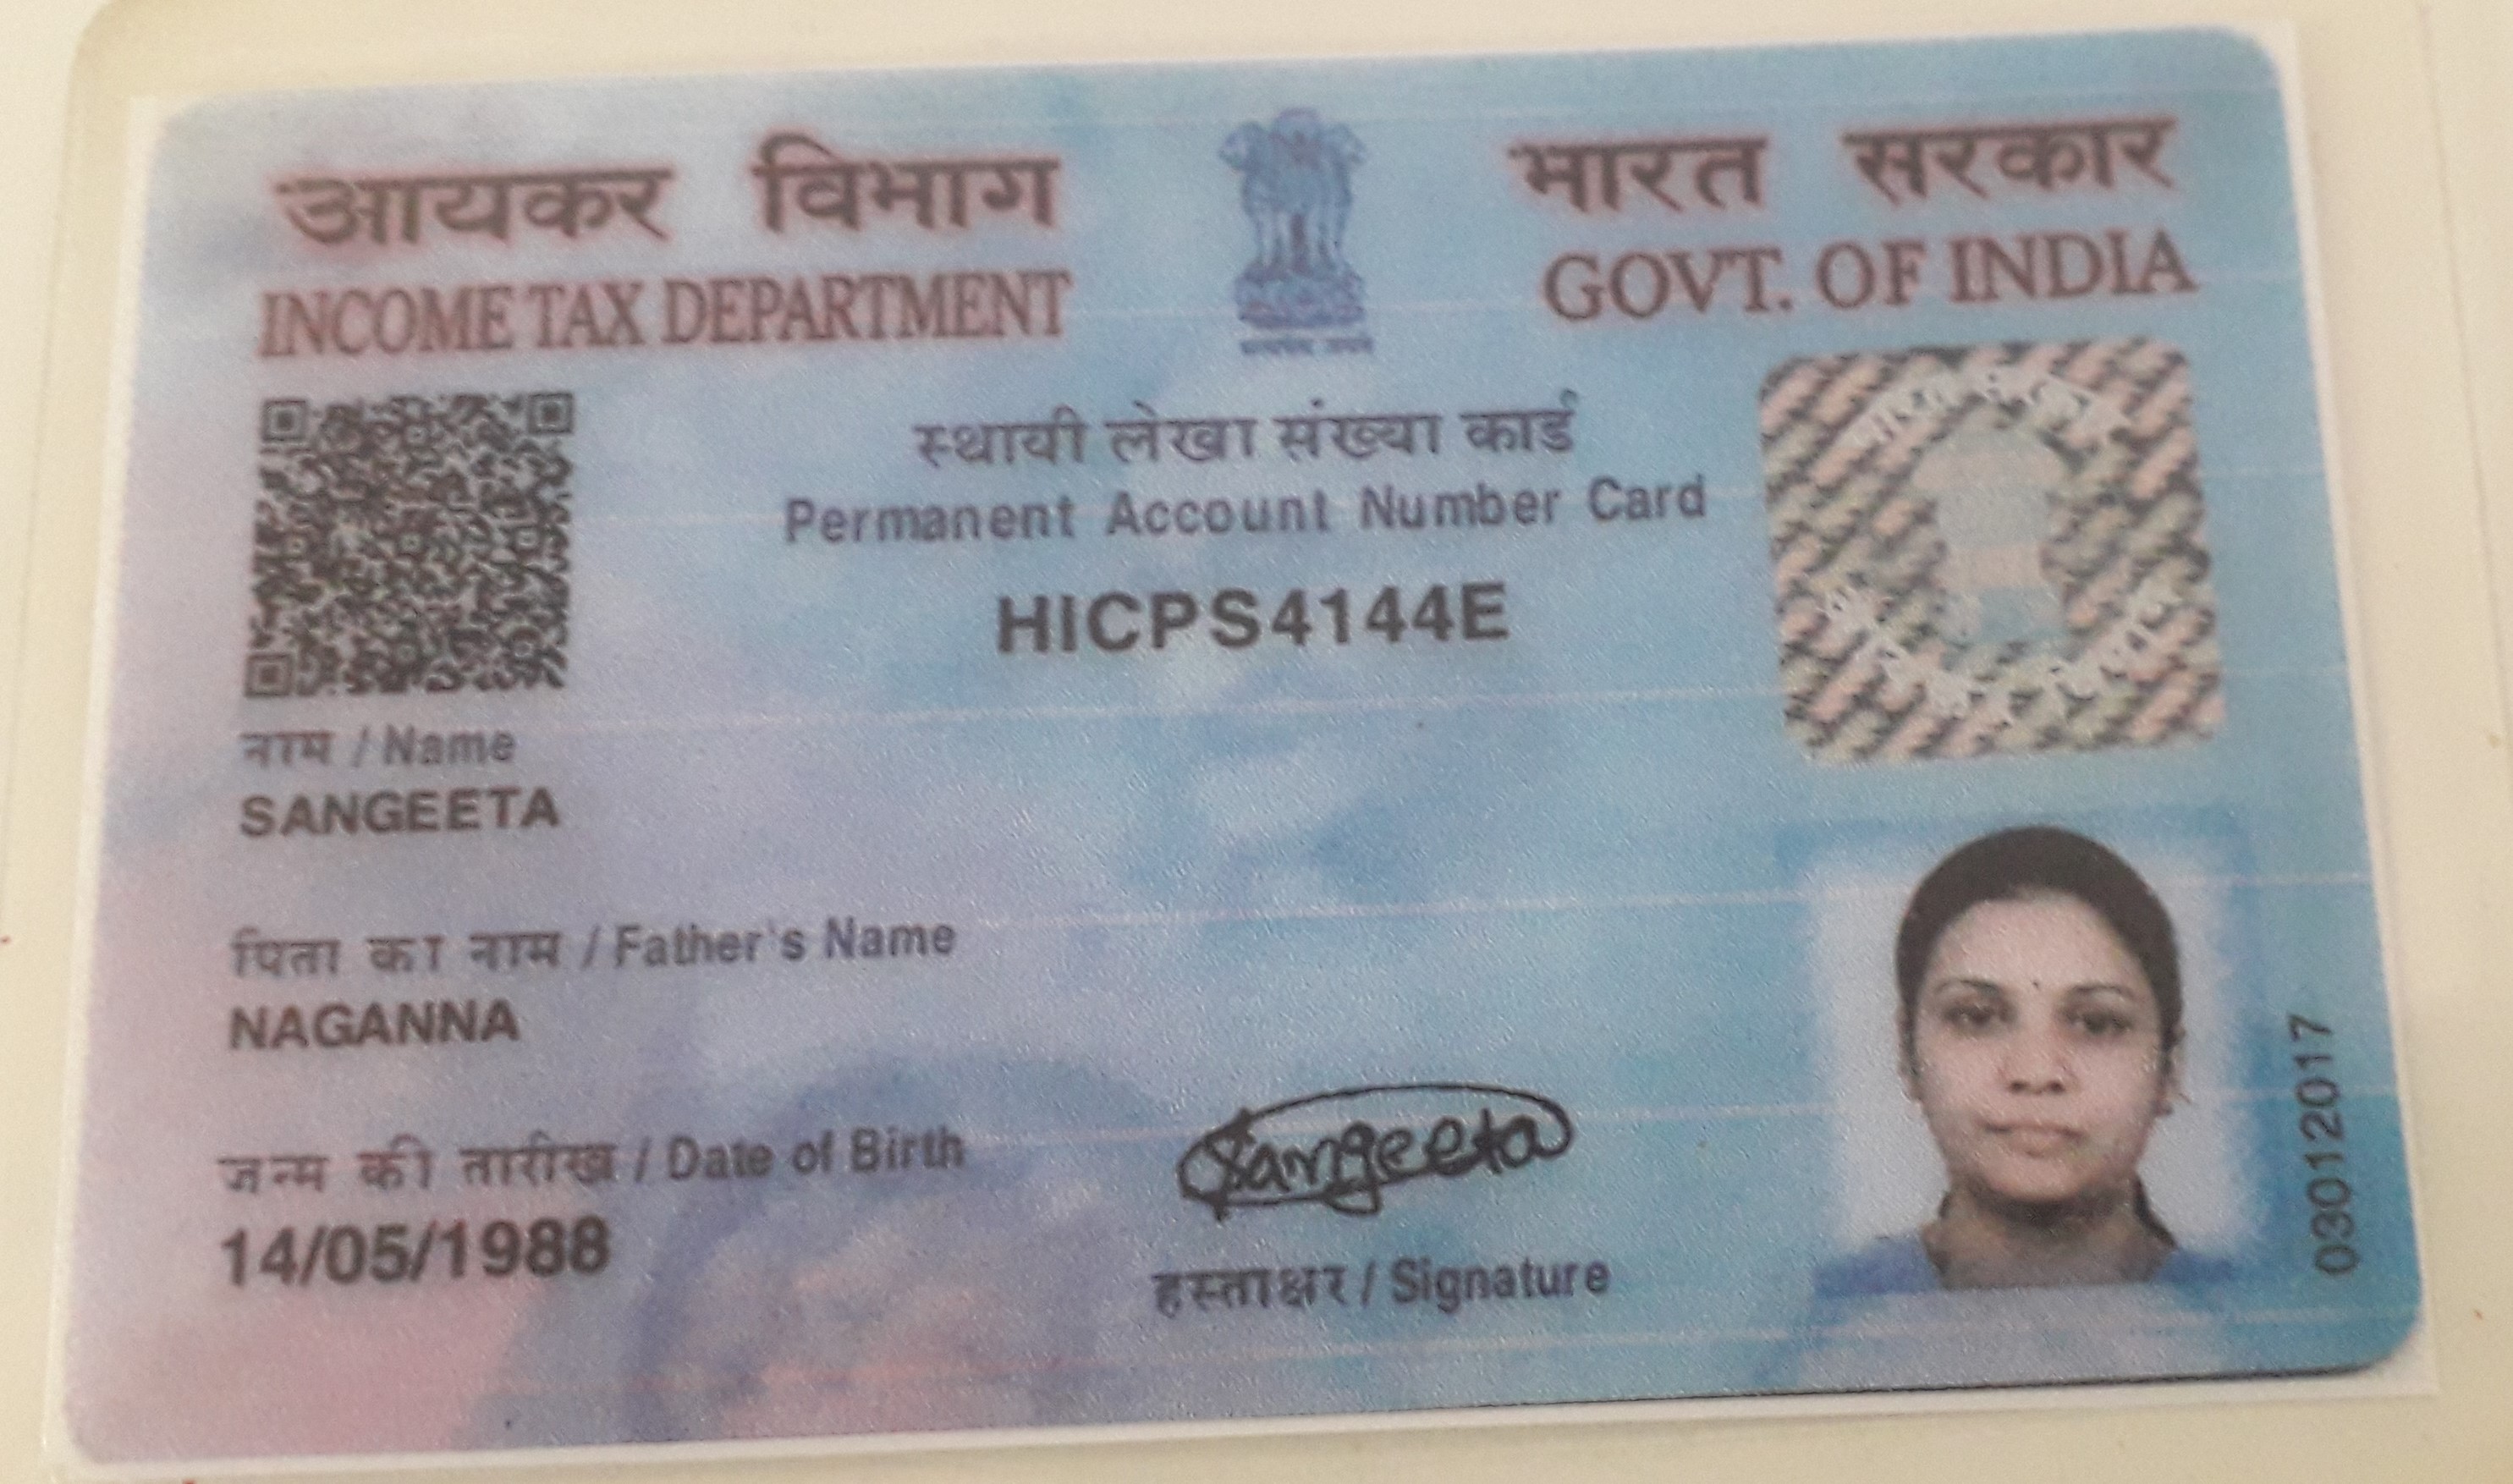 आयकर विभाग
INCOME TAX DEPARTMENT
भारत सरकार
GOVT. OF INDIA
स्थायी लेखा संख्या कार्ड
Permanent Account Number Card
HICPS4144E
नाम / Name
SANGEETA
पिता का नाम / Father's Name
NAGANNA
जन्म की तारीख / Date of Birth
14/05/1988
Sangeeta
हस्ताक्षर / Signature
03012017